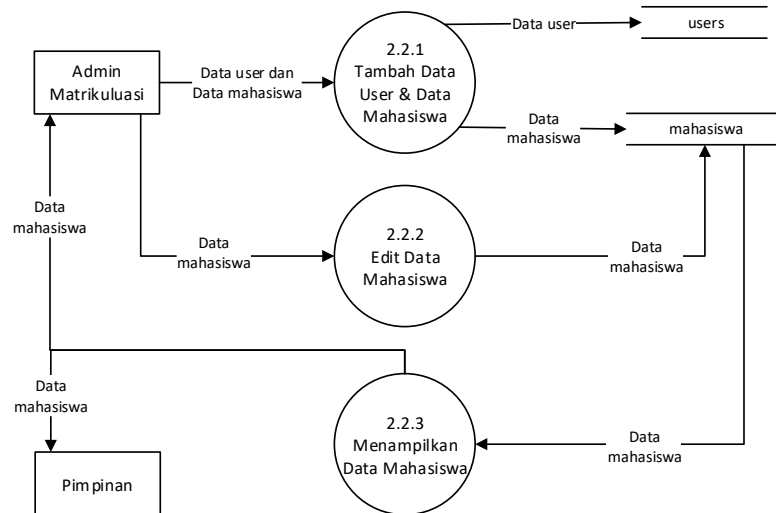 Admin
Matrikuluasi
Data user dan
Data mahasiswa
2.2.1
Tambah Data
User & Data
Mahasiswa
Data user
users
Data
mahasiswa
mahasiswa
Data
mahasiswa
Data
mahasiswa
2.2.2
Edit Data
Mahasiswa
Data
mahasiswa
Data
mahasiswa
2.2.3
Menampilkan
Data Mahasiswa
Data
mahasiswa
Pimpinan